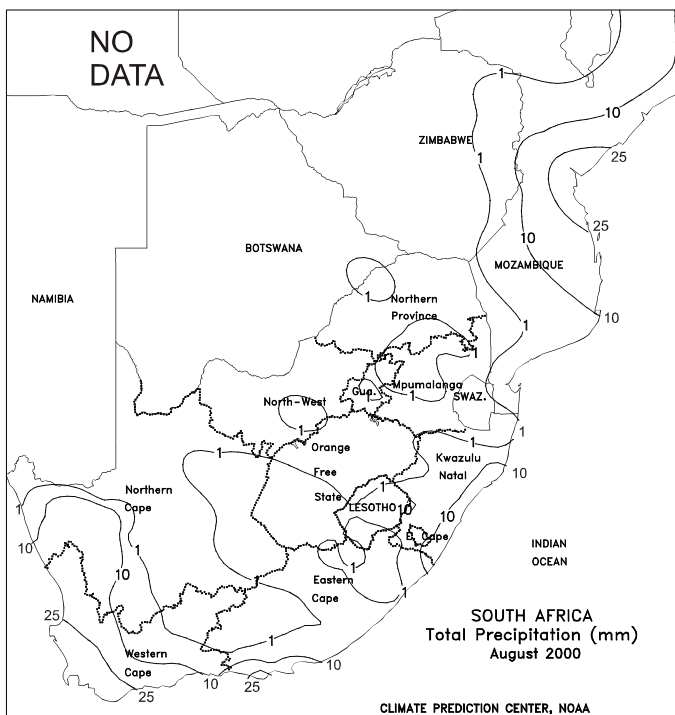 NO
DATA
1
10
ZIMBABWE
1
25
25
10
BOTSWANA
MOZAMBIQUE
NAMIBIA
1
Northern
Province
1
10
1
Gua.
Mpumalanga
1
SWAZ.
North-West
1
1
1
Orange
Free
State
Kwazulu
Natal
10
Northern
Cape
1
LESOTHO
10
10
1
10
1
E. Cape
INDIAN
OCEAN
1
10
1
Eastern
Cape
1
25
1
Western
Cape
10
10
25
25
SOUTH AFRICA
Total Precipitation (mm)
August 2000
CLIMATE PREDICTION CENTER, NOAA